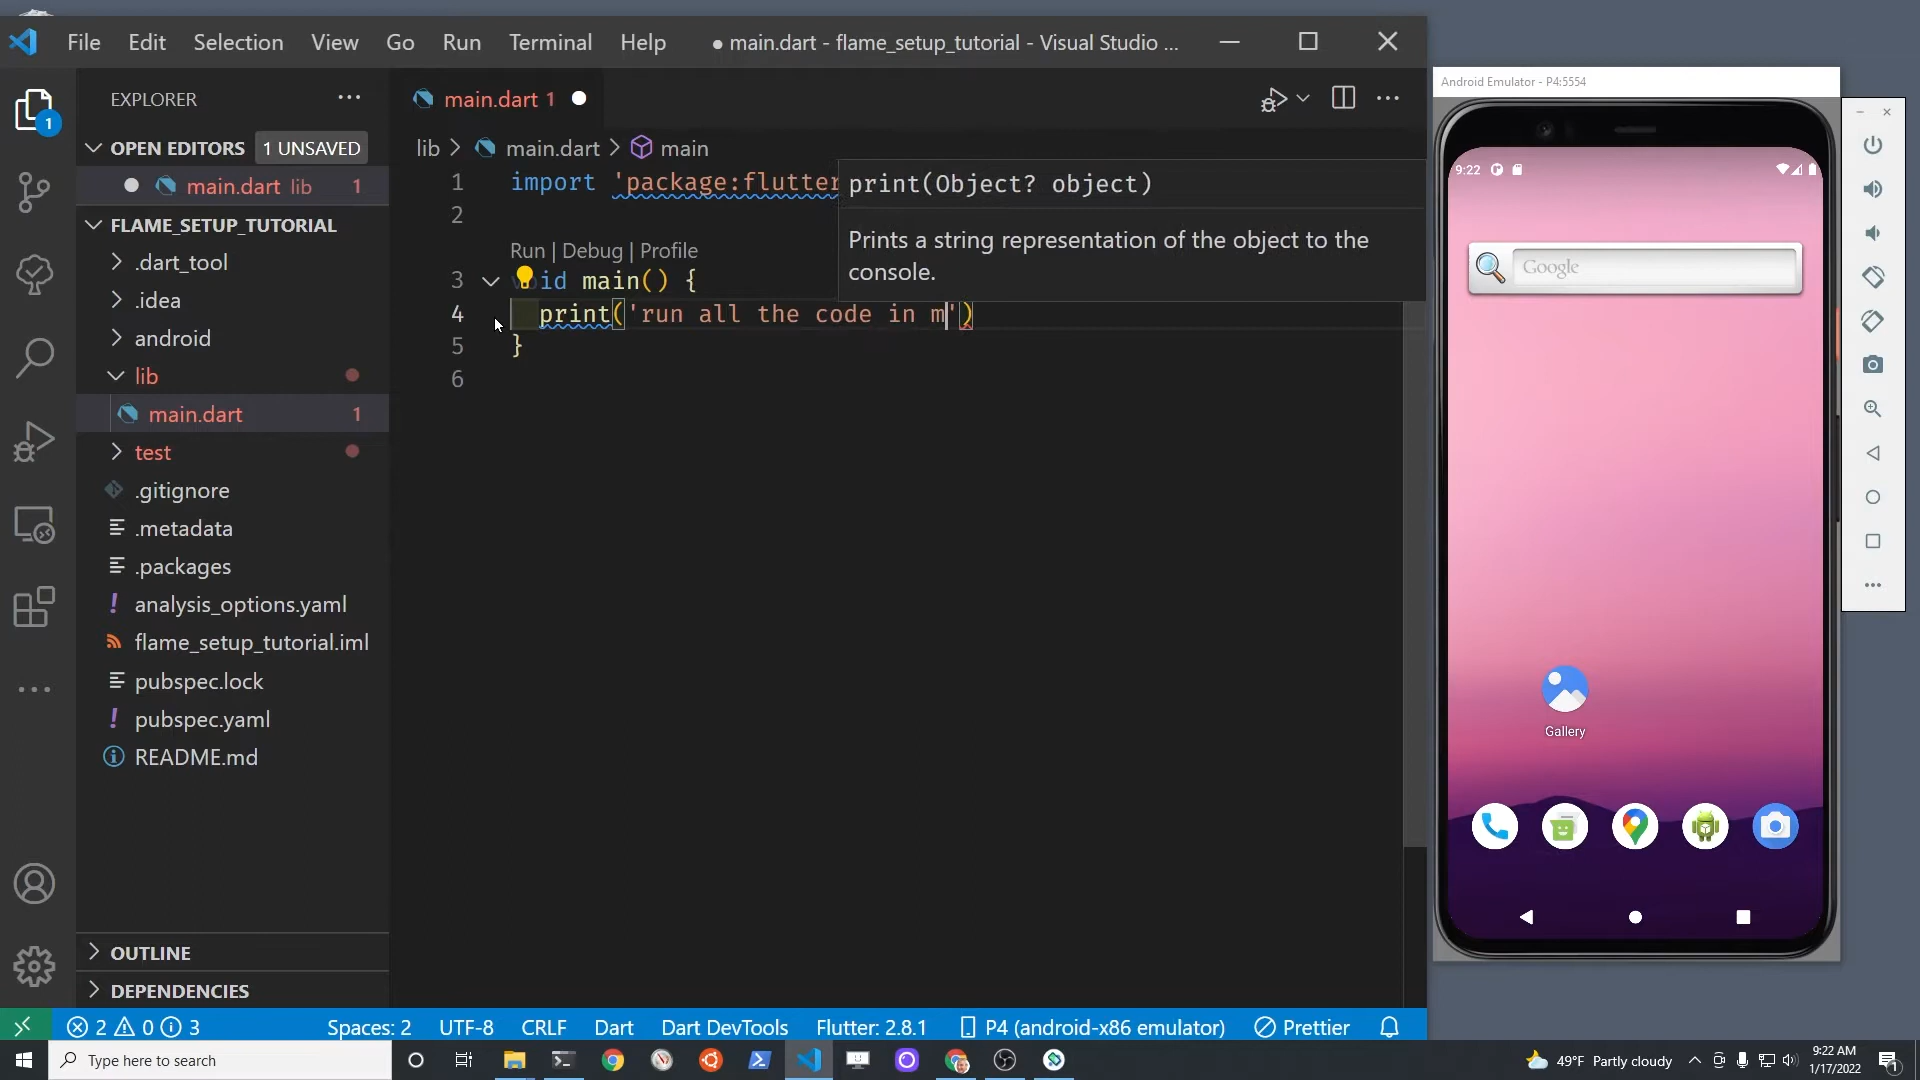 File Edit Selection View Go Run Terminal Help ● main.dart - flame_setup_tutorial - Visual Studio ...
EXPLORER ...
main.dart 1
1
OPEN EDITORS 1 UNSAVED
main.dart lib 1
FLAME_SETUP_TUTORIAL
.dart_tool
.idea
android
lib
main.dart 1
test
.gitignore
.metadata
.packages
analysis_options.yaml
flame_setup_tutorial.iml
pubspec.lock
pubspec.yaml
README.md
OUTLINE
DEPENDENCIES
lib > main.dart > main
1 import 'package:flutter
2
Run | Debug | Profile
3 id main() {
4 print('run all the code in m')
5 }
6
print(Object? object)
Prints a string representation of the object to the
console.
2 0 3 Spaces: 2 UTF-8 CRLF Dart Dart DevTools Flutter: 2.8.1 P4 (android-x86 emulator) Prettier
Android Emulator - P4:5554
9:22
Google
Gallery
Type here to search
49°F Partly cloudy
9:22 AM
1/17/2022
1